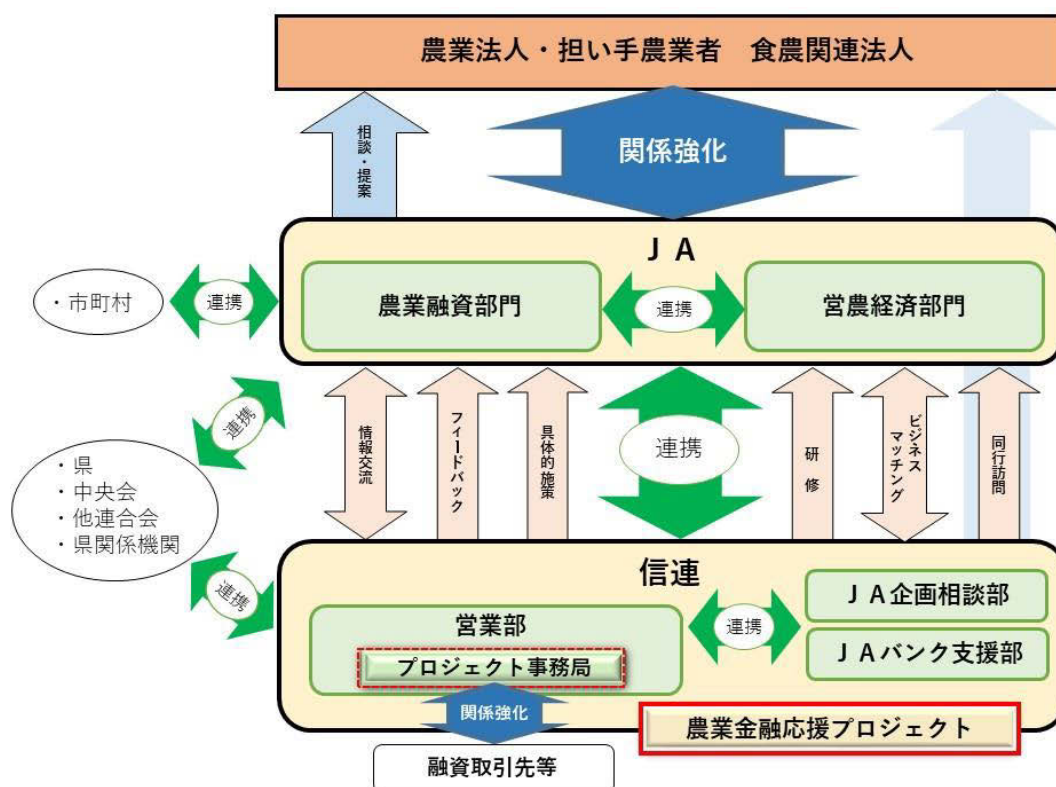 農業法人・担い手農業者　食農関連法人
相談・提案
関係強化
ＪＡ
・市町村
連携
農業融資部門
連携
営農経済部門
連携
情報交流
フィードバック
具体的施策
連携
研修
ビジネス
マッチング
同行訪問
・県
・中央会
・他連合会
・県関係機関
連携
信連
営業部
プロジェクト事務局
連携
ＪＡ企画相談部
ＪＡバンク支援部
関係強化
農業金融応援プロジェクト
融資取引先等